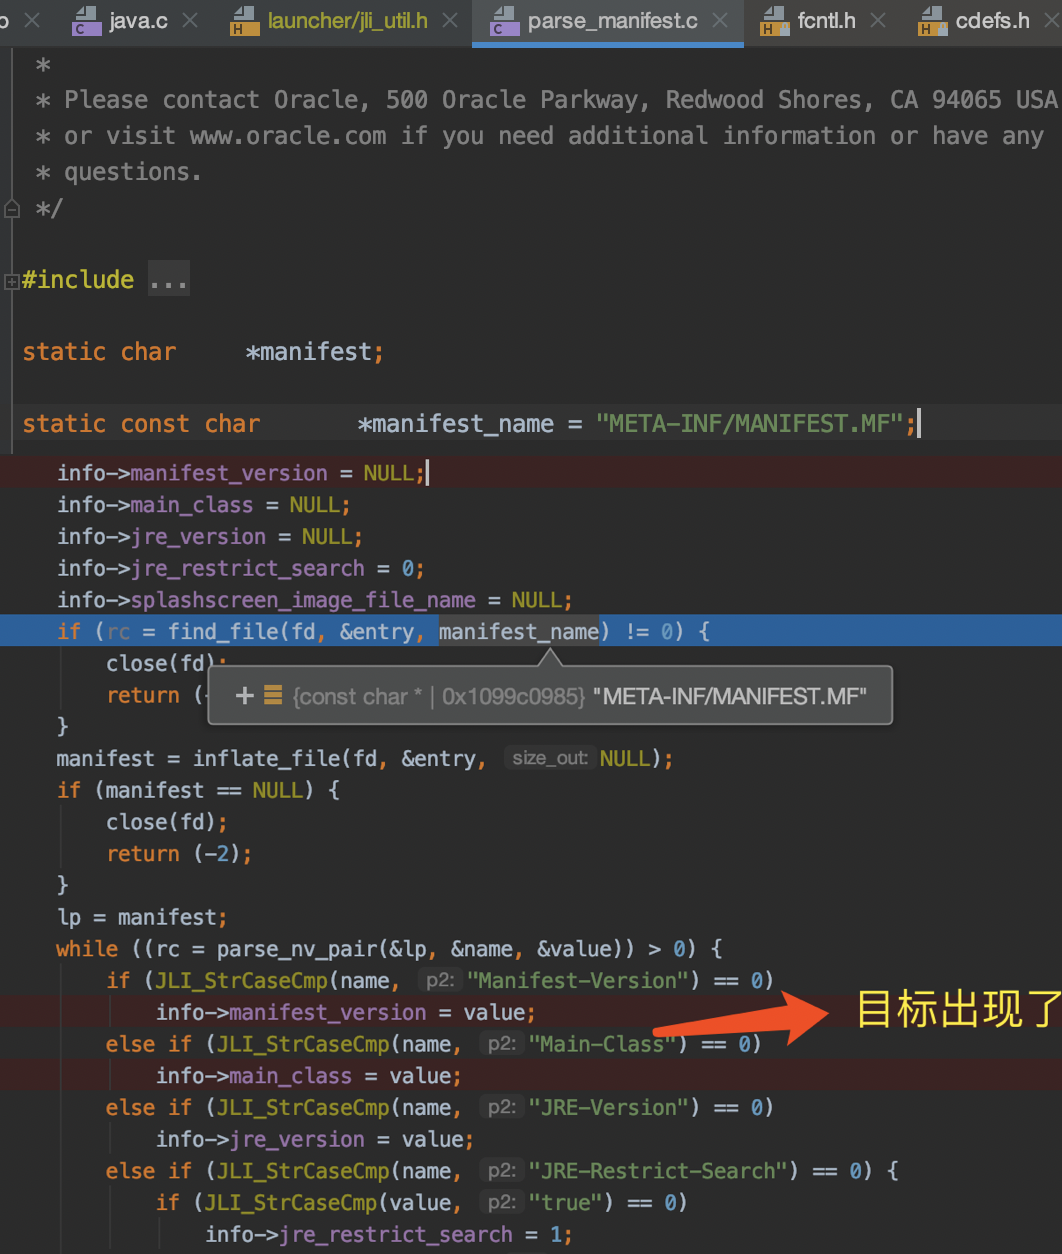 java.c launcher/jli_util.h parse_manifest.c fcntl.h cdefs.h
*
* Please contact Oracle, 500 Oracle Parkway, Redwood Shores, CA 94065 USA
* or visit www.oracle.com if you need additional information or have any
* questions.
*/
#include ...
static char *manifest;
static const char *manifest_name = "META-INF/MANIFEST.MF";
info->manifest_version = NULL;
info->main_class = NULL;
info->jre_version = NULL;
info->jre_restrict_search = 0;
info->splashscreen_image_file_name = NULL;
if (rc = find_file(fd, &entry, manifest_name) != 0) {
close(fd);
return (
{const char * | 0x1099c0985} "META-INF/MANIFEST.MF"
}
manifest = inflate_file(fd, &entry, size_out: NULL);
if (manifest == NULL) {
close(fd);
return (-2);
}
lp = manifest;
while ((rc = parse_nv_pair(&lp, &name, &value)) > 0) {
if (JLI_StrCaseCmp(name, p2: "Manifest-Version") == 0)
info->manifest_version = value;
目标出现了
else if (JLI_StrCaseCmp(name, p2: "Main-Class") == 0)
info->main_class = value;
else if (JLI_StrCaseCmp(name, p2: "JRE-Version") == 0)
info->jre_version = value;
else if (JLI_StrCaseCmp(name, p2: "JRE-Restrict-Search") == 0) {
if (JLI_StrCaseCmp(value, p2: "true") == 0)
info->jre_restrict_search = 1;